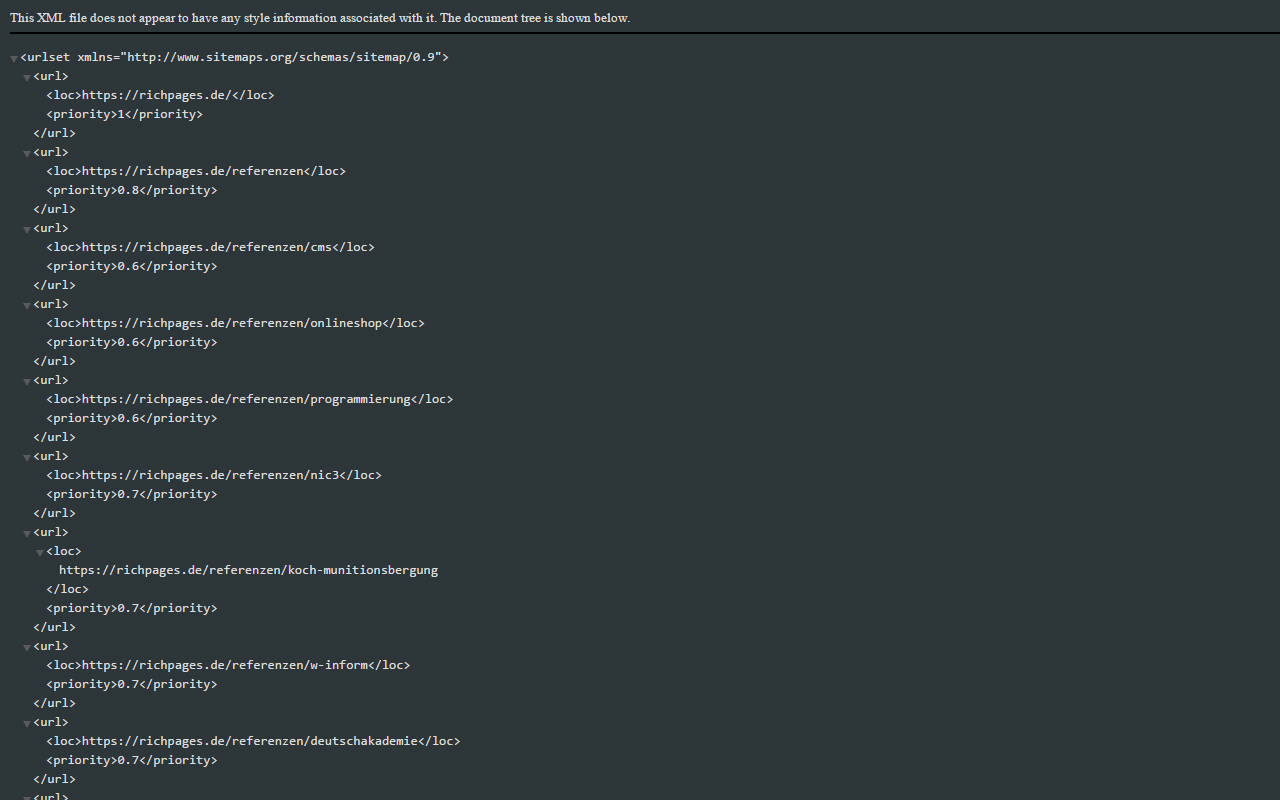 This XML file does not appear to have any style information associated with it. The document tree is shown below.
<urlset xmlns="http://www.sitemaps.org/schemas/sitemap/0.9">
<url>
<loc>https://richpages.de/</loc>
<priority>1</priority>
</url>
<url>
<loc>https://richpages.de/referenzen</loc>
<priority>0.8</priority>
</url>
<url>
<loc>https://richpages.de/referenzen/cms</loc>
<priority>0.6</priority>
</url>
<url>
<loc>https://richpages.de/referenzen/onlineshop</loc>
<priority>0.6</priority>
</url>
<url>
<loc>https://richpages.de/referenzen/programmierung</loc>
<priority>0.6</priority>
</url>
<url>
<loc>https://richpages.de/referenzen/nic3</loc>
<priority>0.7</priority>
</url>
<url>
<loc>
https://richpages.de/referenzen/koch-munitionsbergung
</loc>
<priority>0.7</priority>
</url>
<url>
<loc>https://richpages.de/referenzen/w-inform</loc>
<priority>0.7</priority>
</url>
<url>
<loc>https://richpages.de/referenzen/deutschakademie</loc>
<priority>0.7</priority>
</url>
<url>